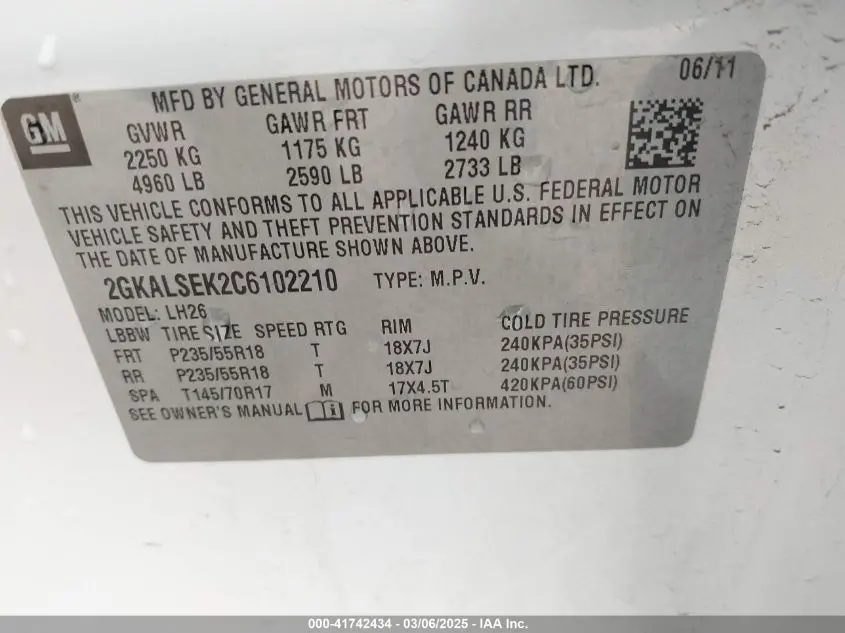 GM ®
MFD BY GENERAL MOTORS OF CANADA LTD. 06/11
GVWR GAWR FRT GAWR RR
2250 KG 1175 KG 1240 KG
4960 LB 2590 LB 2733 LB
THIS VEHICLE CONFORMS TO ALL APPLICABLE U.S. FEDERAL MOTOR
VEHICLE SAFETY AND THEFT PREVENTION STANDARDS IN EFFECT ON
THE DATE OF MANUFACTURE SHOWN ABOVE.
2GKALSEK2C6102210 TYPE: M.P.V.
MODEL: LH26
LBBW TIRE SIZE SPEED RTG RIM COLD TIRE PRESSURE
FRT P235/55R18 T 18X7J 240KPA(35PSI)
RR P235/55R18 T 18X7J 240KPA(35PSI)
SPA T145/70R17 M 17X4.5T 420KPA(60PSI)
SEE OWNER'S MANUAL FOR MORE INFORMATION.
000-41742434 - 03/06/2025 - IAA Inc.